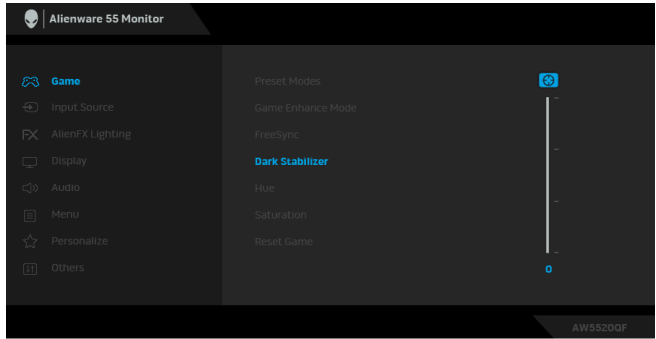 Alienware 55 Monitor
Game
Input Source
AlienFX Lighting
Display
Audio
Menu
Personalize
Others
Preset Modes
Game Enhance Mode
FreeSync
Dark Stabilizer
Hue
Saturation
Reset Game
0
AW5520QF